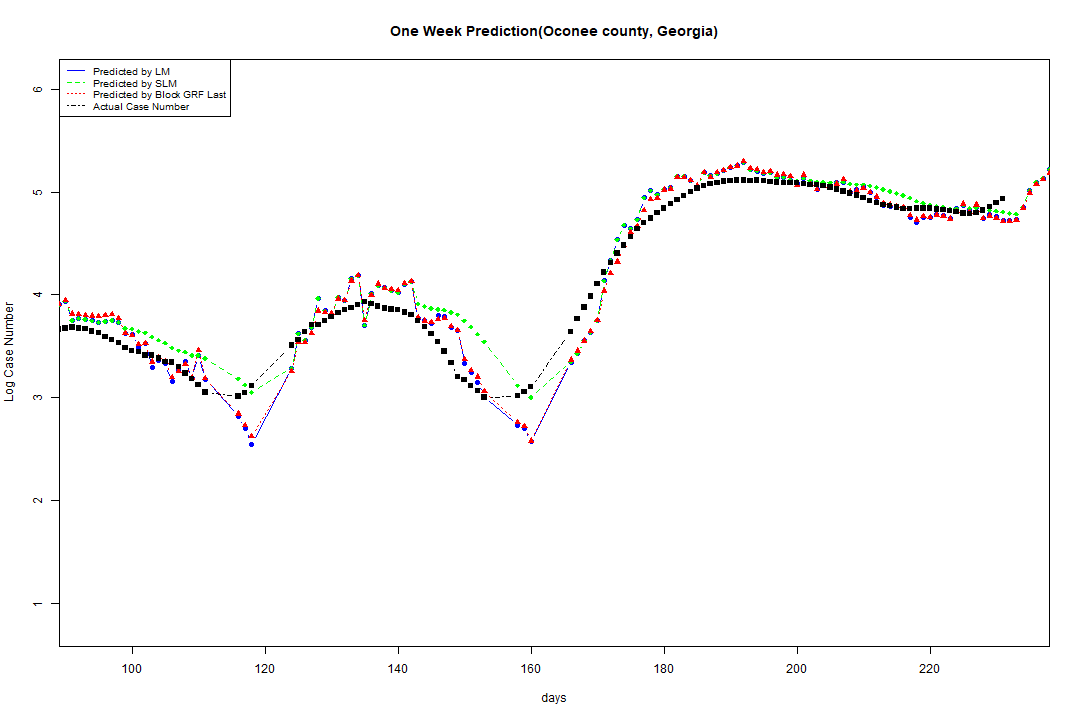 One Week Prediction(Oconee county, Georgia)
Predicted by LM
Predicted by SLM
Predicted by Block GRF Last
Actual Case Number
6
5
4
3
2
1
Log Case Number
100 120 140 160 180 200 220
days